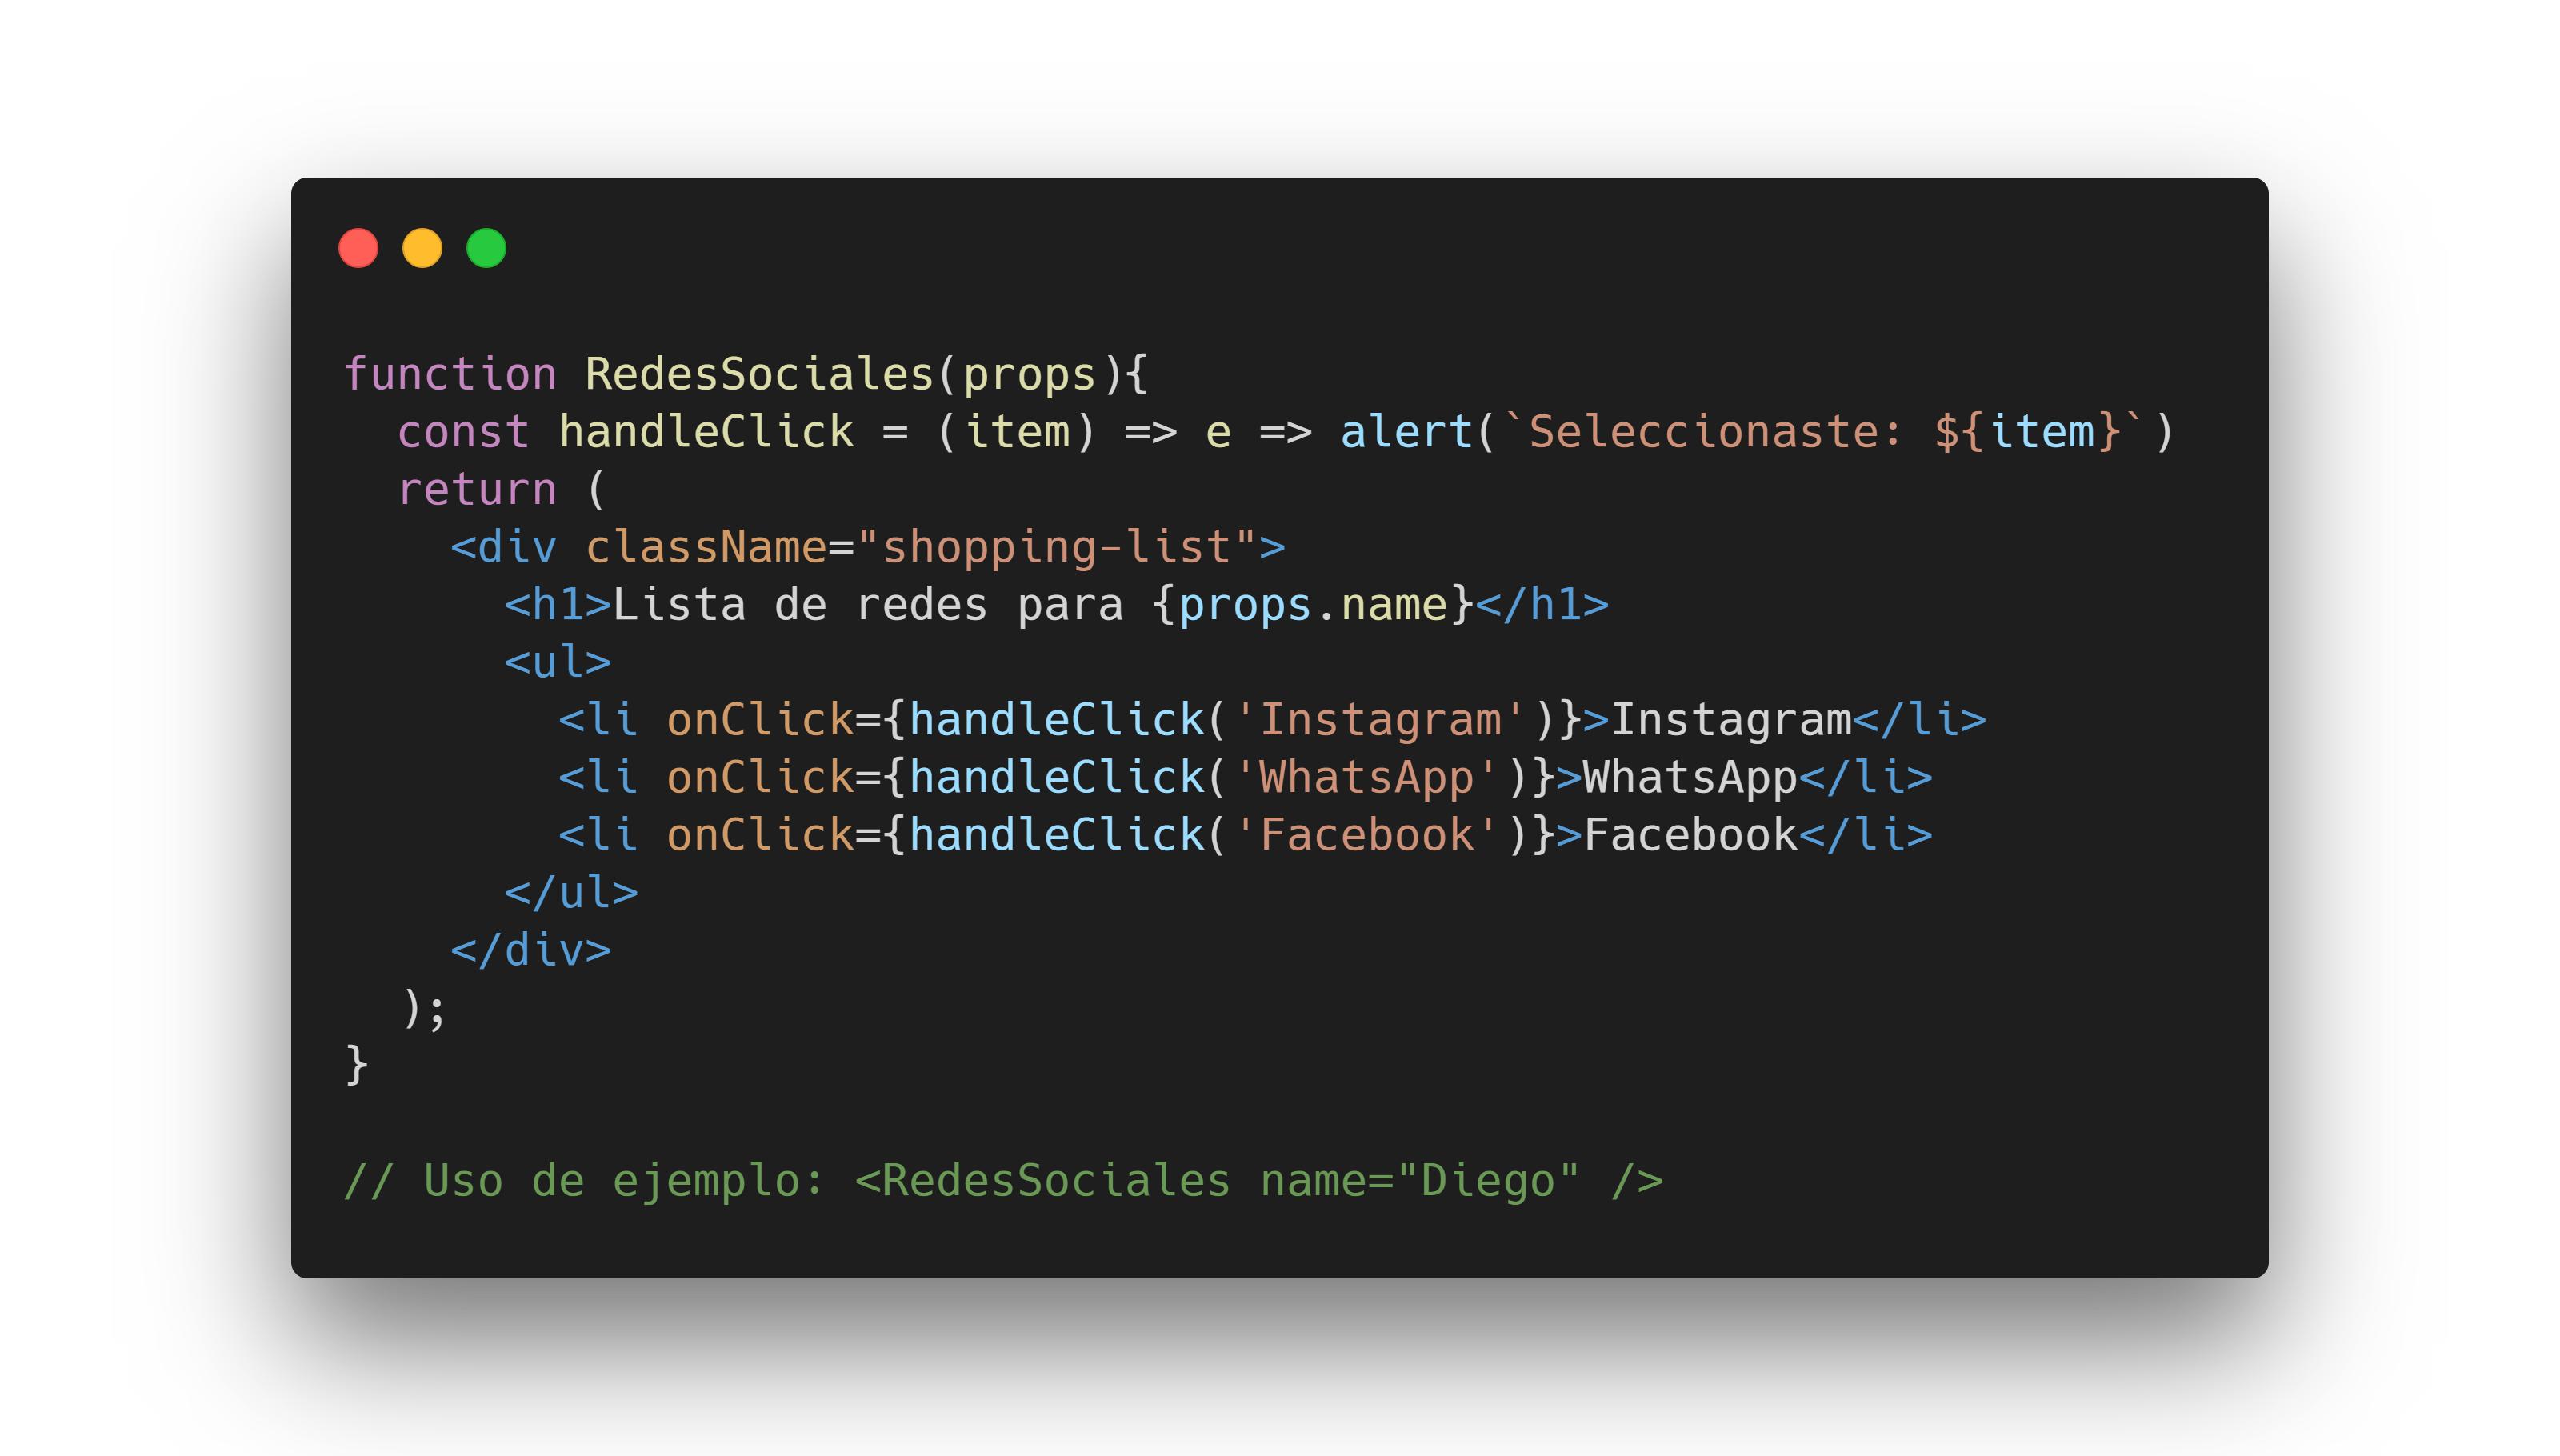 function RedesSociales(props){
  const handleClick = (item) => e => alert(`Seleccionaste: ${item}`)
  return (
    <div className="shopping-list">
      <h1>Lista de redes para {props.name}</h1>
      <ul>
        <li onClick={handleClick('Instagram')}>Instagram</li>
        <li onClick={handleClick('WhatsApp')}>WhatsApp</li>
        <li onClick={handleClick('Facebook')}>Facebook</li>
      </ul>
    </div>
  );
}
// Uso de ejemplo: <RedesSociales name="Diego" />